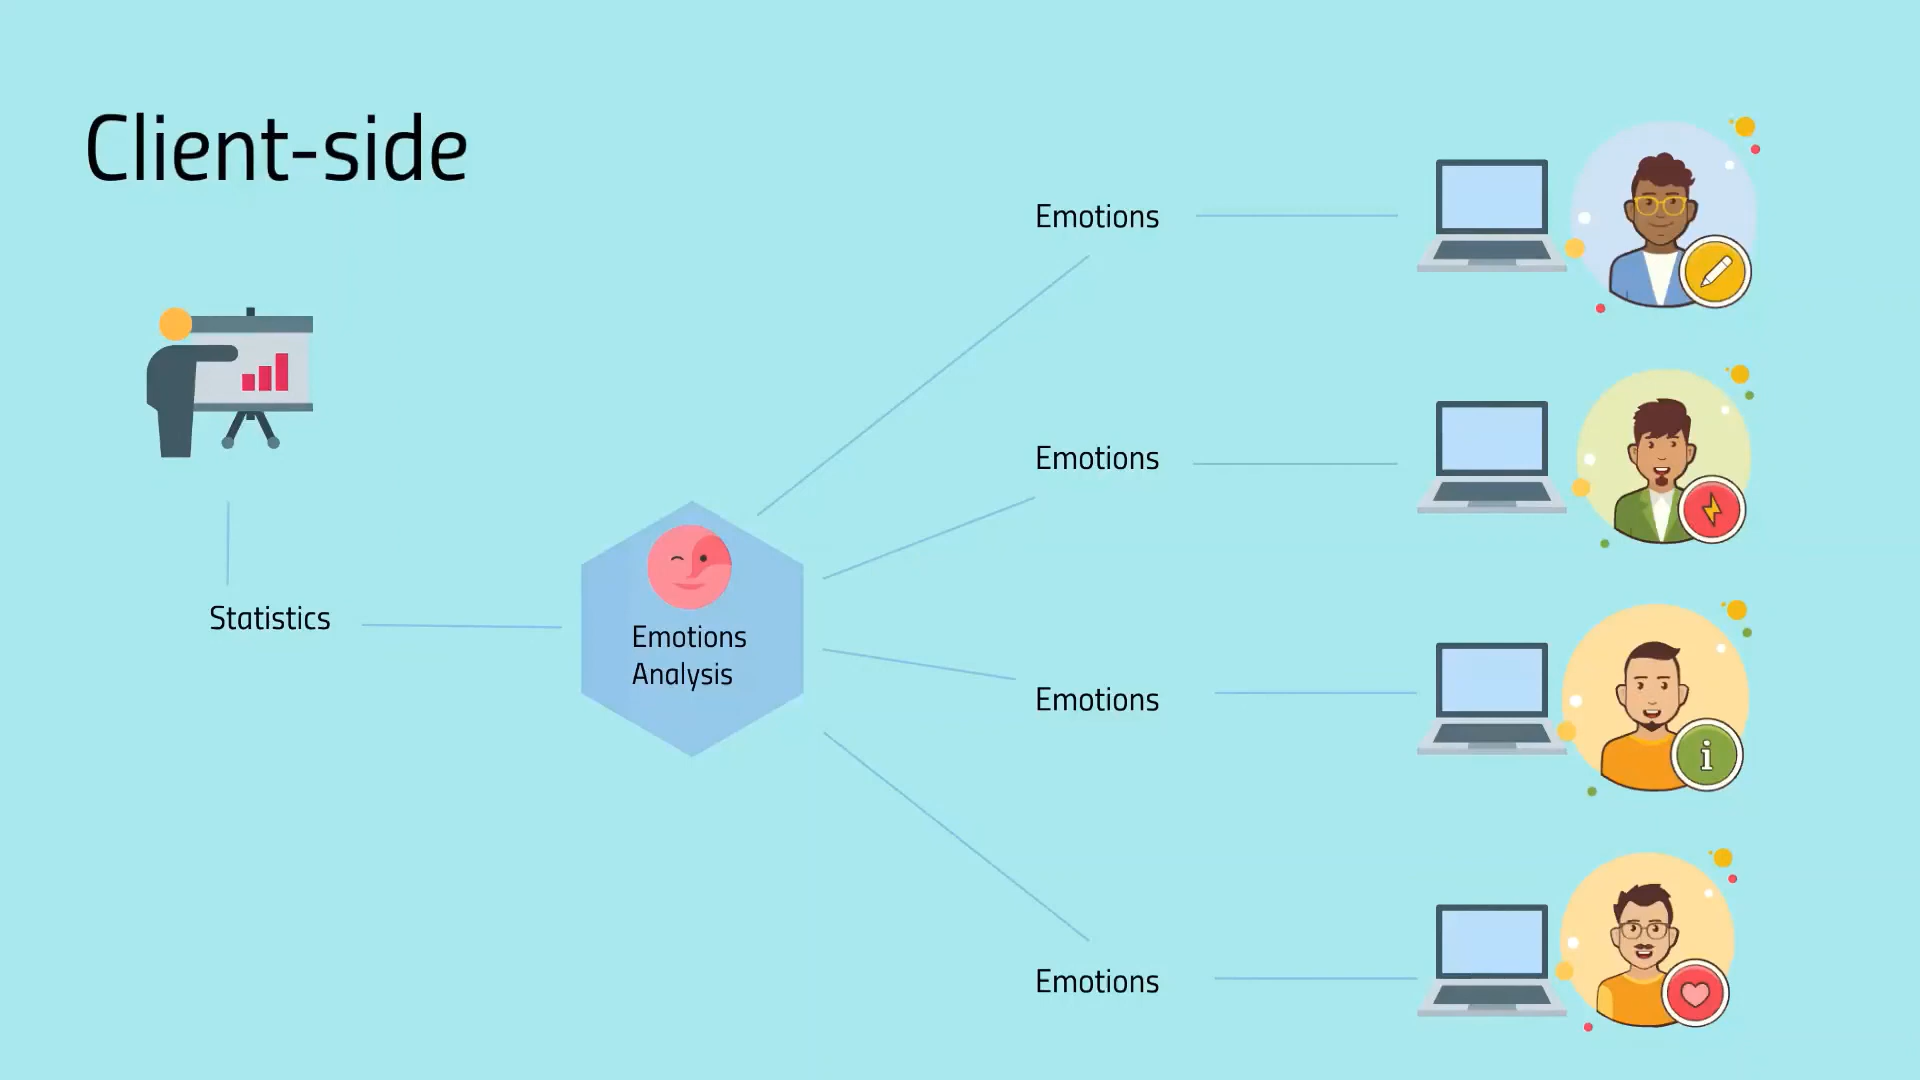 Client-side
Emotions
Emotions
Statistics
Emotions
Analysis
Emotions
Emotions